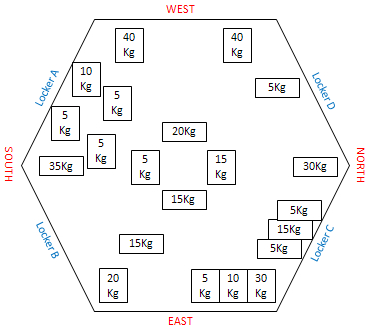 WEST
40
Kg
40
Kg
10
Kg
Locker A
5
Kg
5Kg
Locker D
5
Kg
20Kg
5
Kg
SOUTH
35Kg
5
Kg
15
Kg
30Kg
NORTH
15Kg
5Kg
15Kg
Locker B
15Kg
5Kg
Locker C
20
Kg
5
Kg
10
Kg
30
Kg
EAST